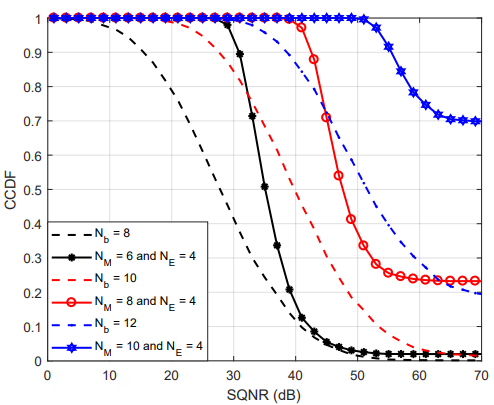 1
0.9
0.8
0.7
0.6
0.5
0.4
0.3
0.2
0.1
0
CCDF
N_b = 8
N_M = 6 and N_E = 4
N_b = 10
N_M = 8 and N_E = 4
N_b = 12
N_M = 10 and N_E = 4
0 10 20 30 40 50 60 70
SQNR (dB)